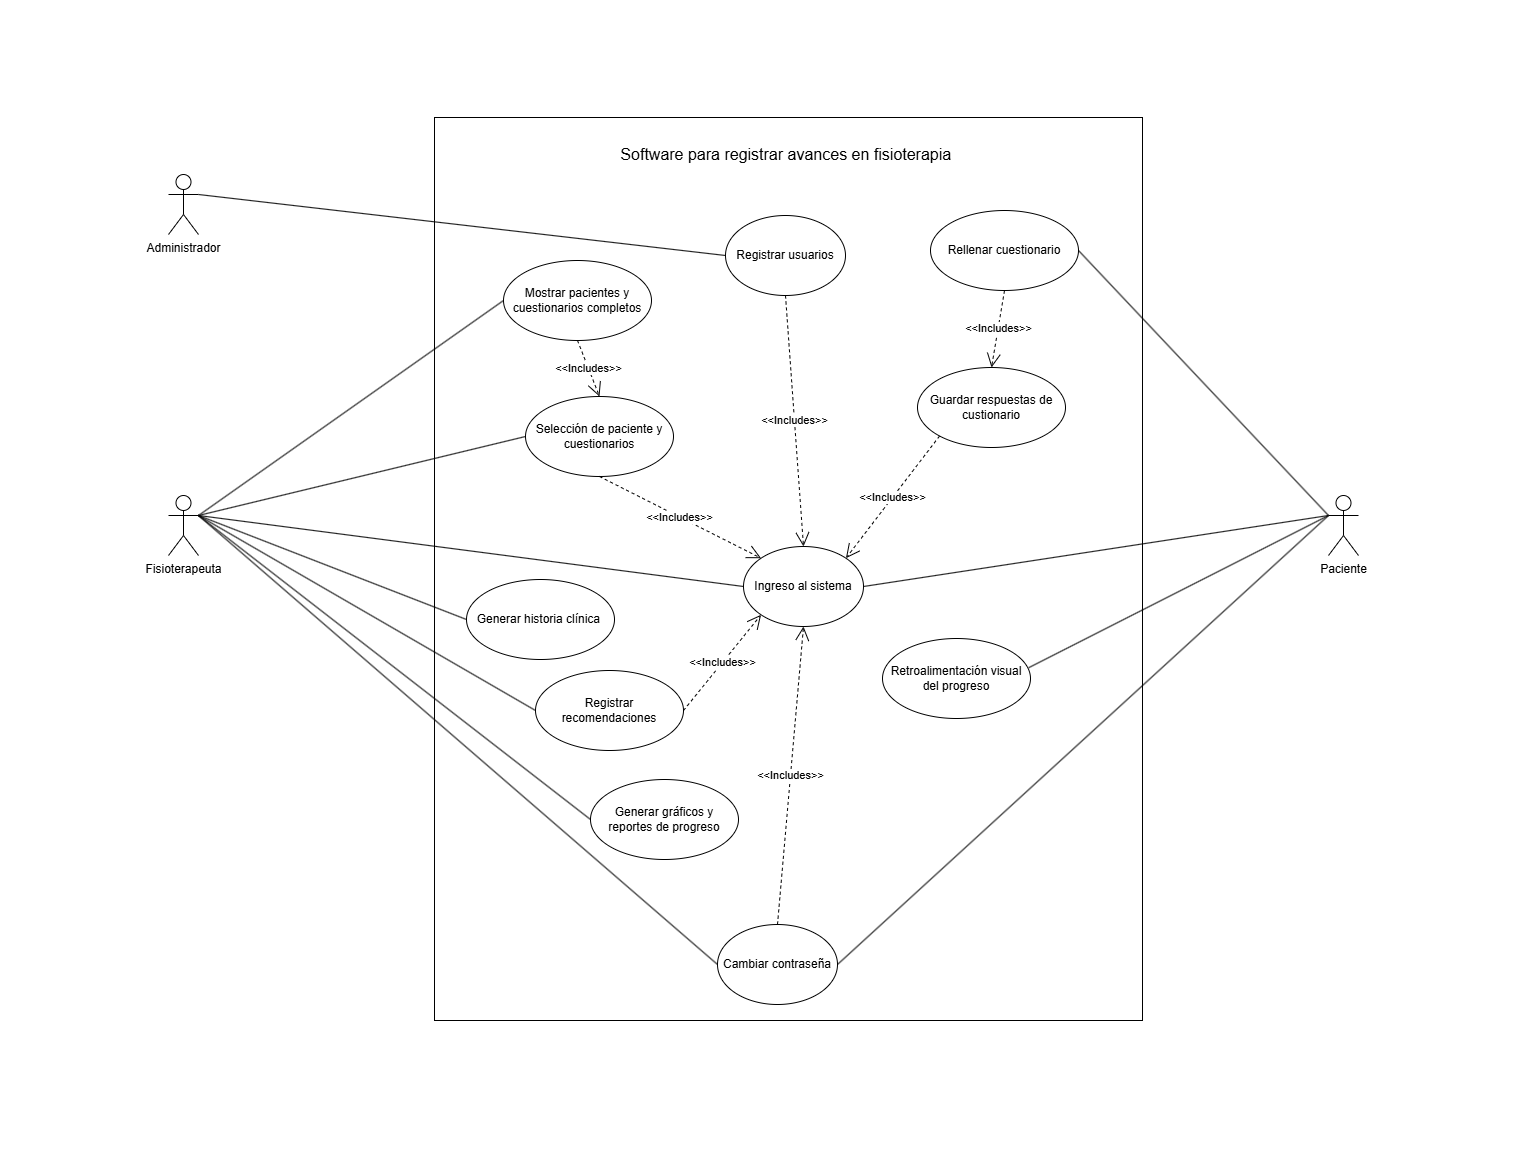 Software para registrar avances en fisioterapia
Administrador
Registrar usuarios
Rellenar cuestionario
Mostrar pacientes y
cuestionarios completos
<<Includes>>
<<Includes>>
Guardar respuestas de
custionario
Selección de paciente y
cuestionarios
<<Includes>>
<<Includes>>
<<Includes>>
Fisioterapeuta
Paciente
Ingreso al sistema
Generar historia clínica
<<Includes>>
Retroalimentación visual
del progreso
Registrar
recomendaciones
<<Includes>>
Generar gráficos y
reportes de progreso
Cambiar contraseña